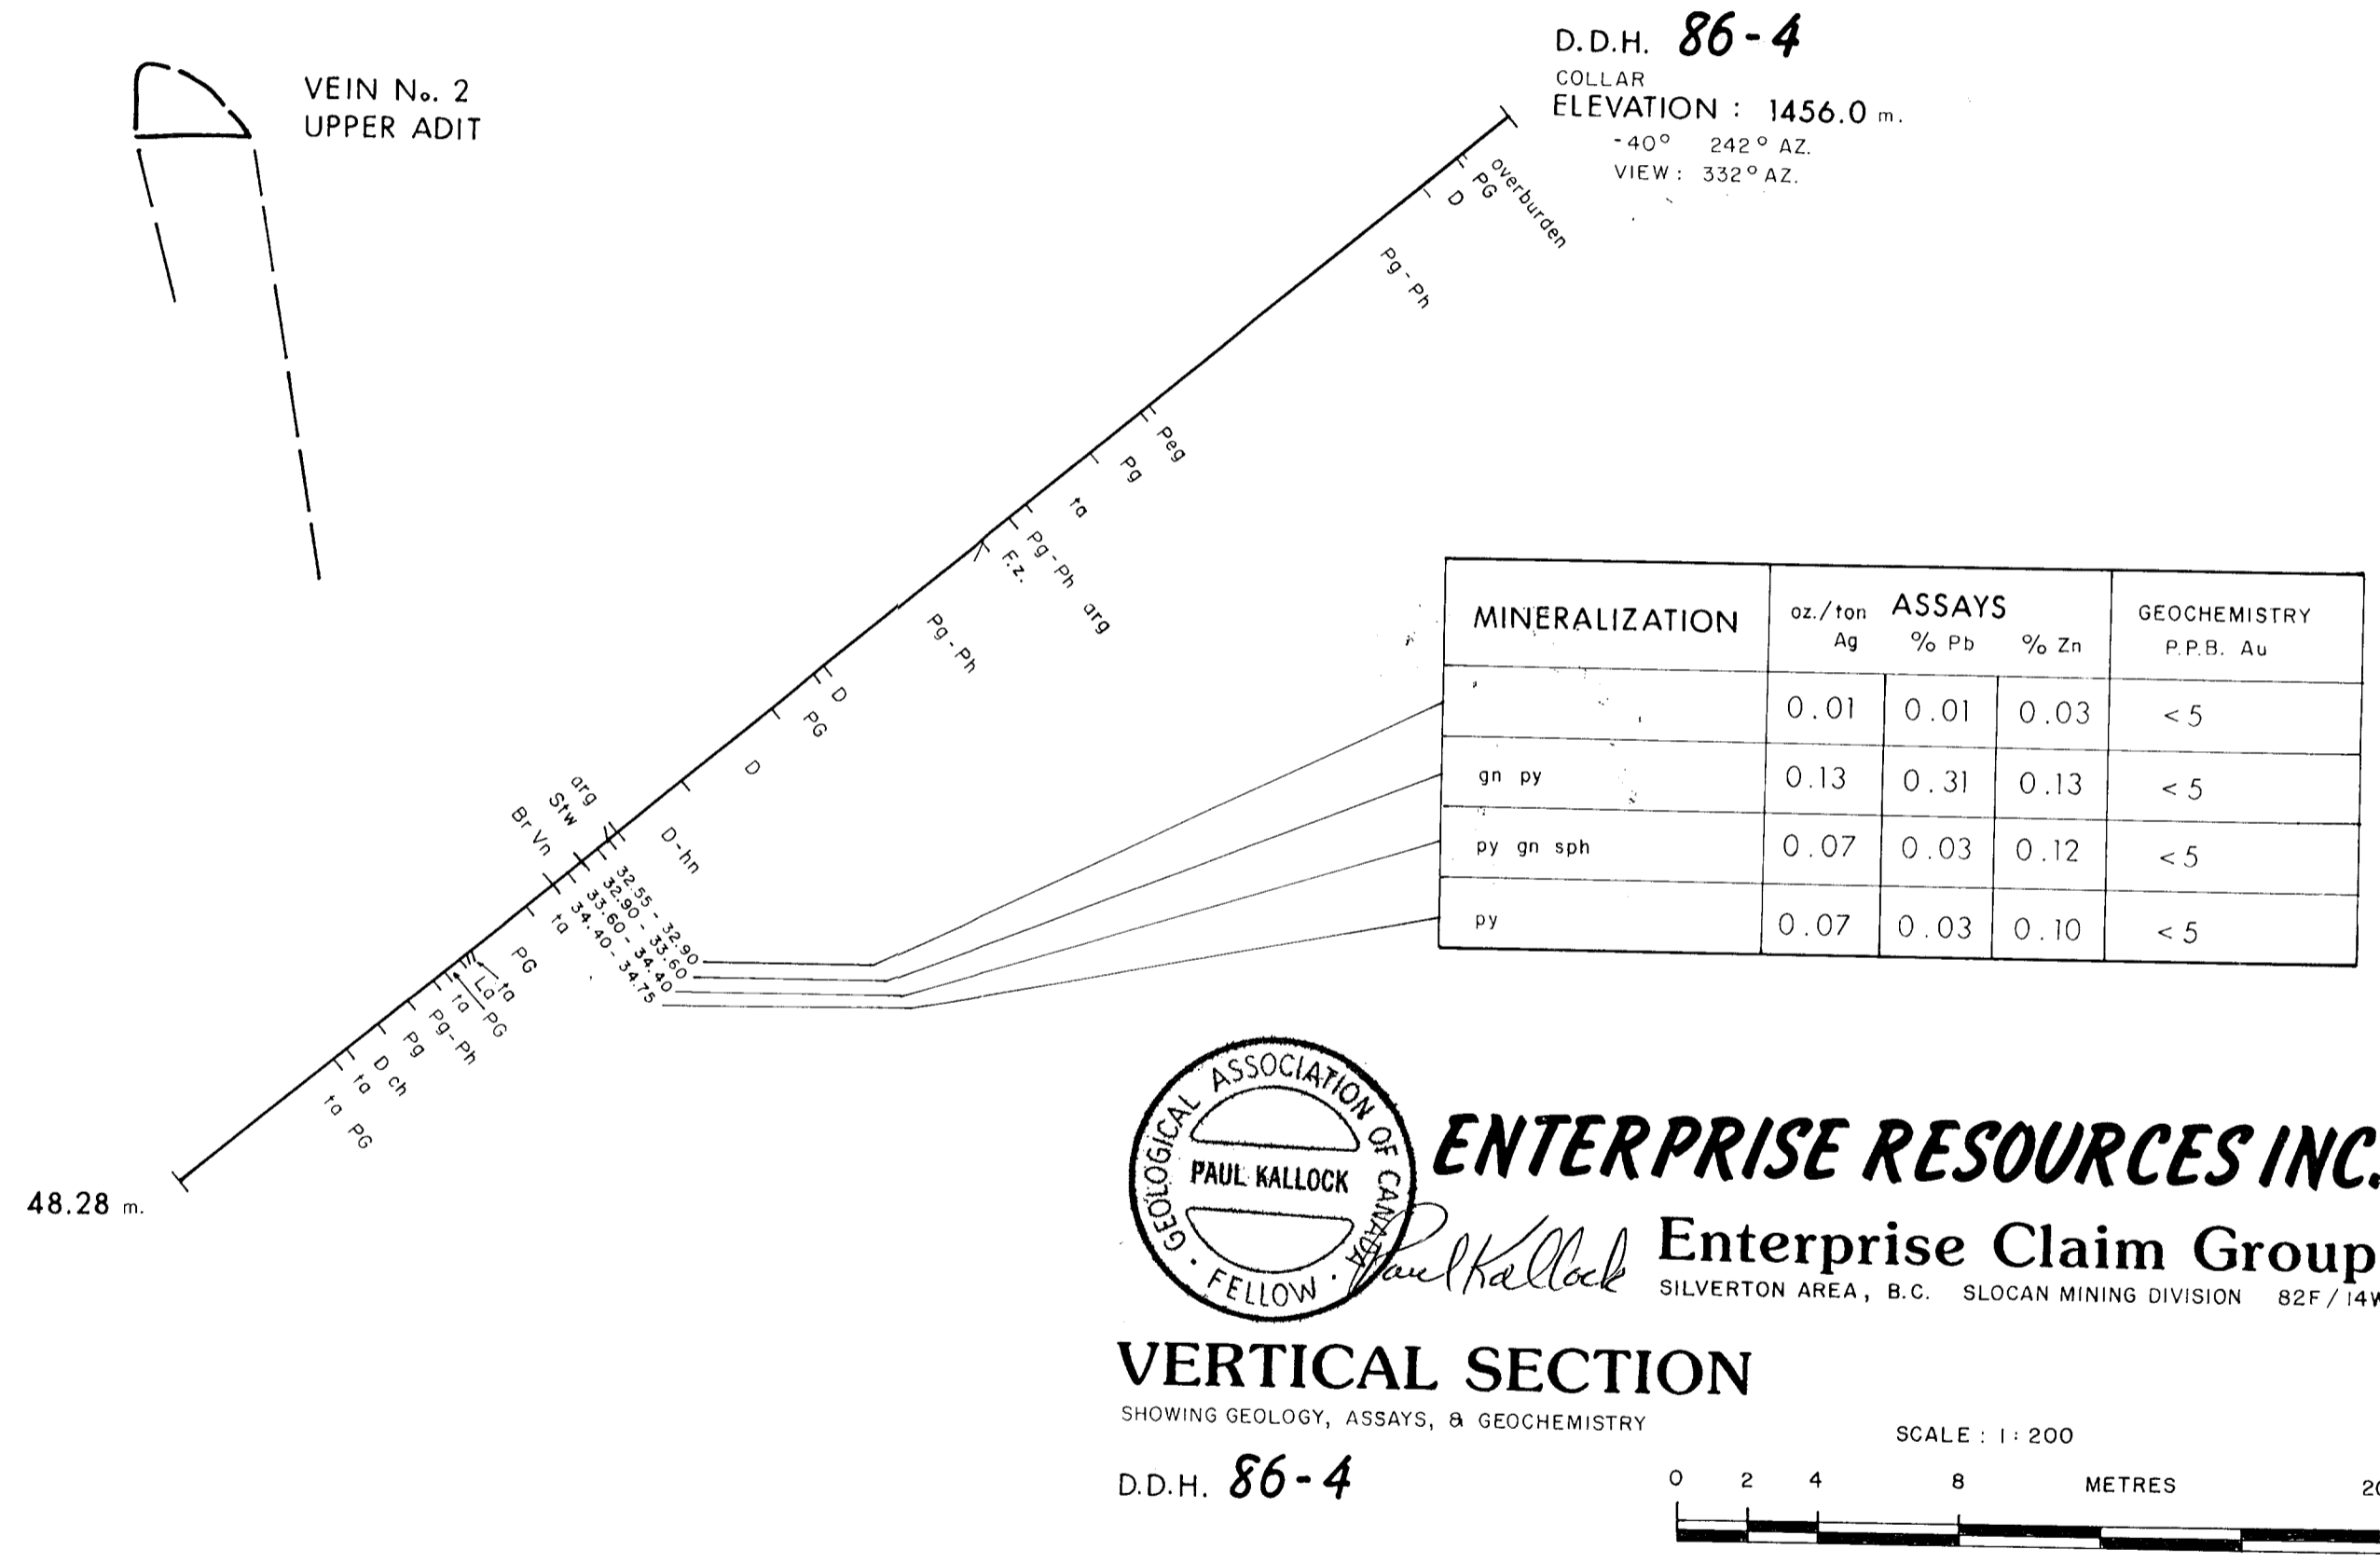 VEIN No. 2
UPPER ADIT
D.D.H. 86-4
COLLAR
ELEVATION : 1456.0 m.
-40° 242° AZ.
VIEW : 332° AZ.
overburden
PG
D
Pg-Ph
Peg
Pg
ta
Pg-Ph arg
F.z.
Pg-Ph
D
PG
D
D-hn
arg
Stw
Br Vn
32.55 - 32.90
32.90 - 33.60
33.60 - 34.40
34.40 - 34.75
ta
PG
ta
La
PG
ta
Pg-Ph
Pg
D ch
ta
ta PG
48.28 m.
MINERALIZATION oz./ton ASSAYS GEOCHEMISTRY
Ag % Pb % Zn P.P.B. Au
0.01 0.01 0.03 <5
gn py 0.13 0.31 0.13 <5
py gn sph 0.07 0.03 0.12 <5
py 0.07 0.03 0.10 <5
GEOLOGICAL ASSOCIATION OF CANADA
PAUL KALLOCK
FELLOW
Paul Kallock
ENTERPRISE RESOURCES INC.
Enterprise Claim Group
SILVERTON AREA, B.C. SLOCAN MINING DIVISION 82F/14W
VERTICAL SECTION
SHOWING GEOLOGY, ASSAYS, & GEOCHEMISTRY
D.D.H. 86-4
SCALE : 1 : 200
0 2 4 8 METRES 20